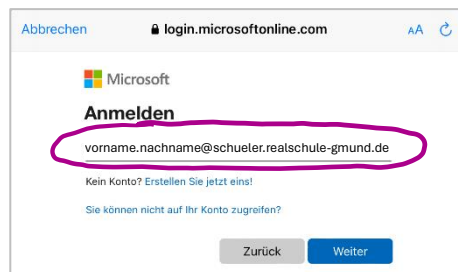 Abbrechen login.microsoftonline.com AA
Microsoft
Anmelden
vorname.nachname@schueler.realschule-gmund.de
Kein Konto? Erstellen Sie jetzt eins!
Sie können nicht auf Ihr Konto zugreifen?
Zurück Weiter